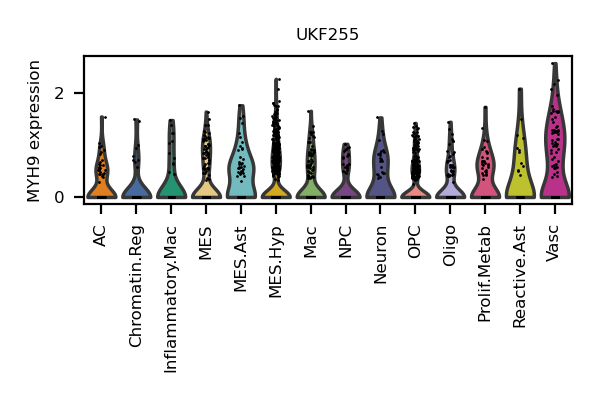 UKF255
MYH9 expression
2
0
AC
Chromatin.Reg
Inflammatory.Mac
MES
MES.Ast
MES.Hyp
Mac
NPC
Neuron
OPC
Oligo
Prolif.Metab
Reactive.Ast
Vasc